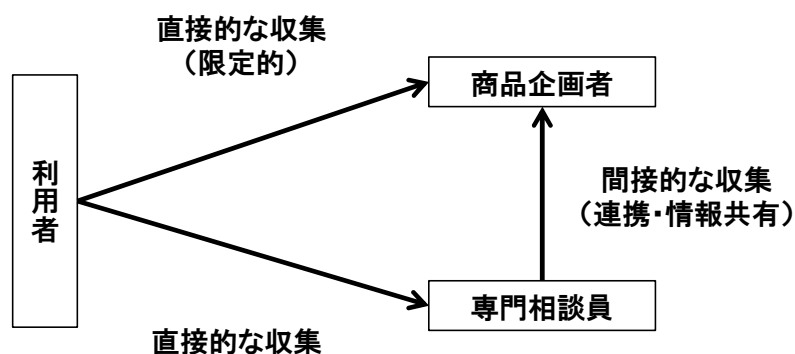 直接的な収集
（限定的）
商品企画者
利用者
間接的な収集
（連携・情報共有）
専門相談員
直接的な収集